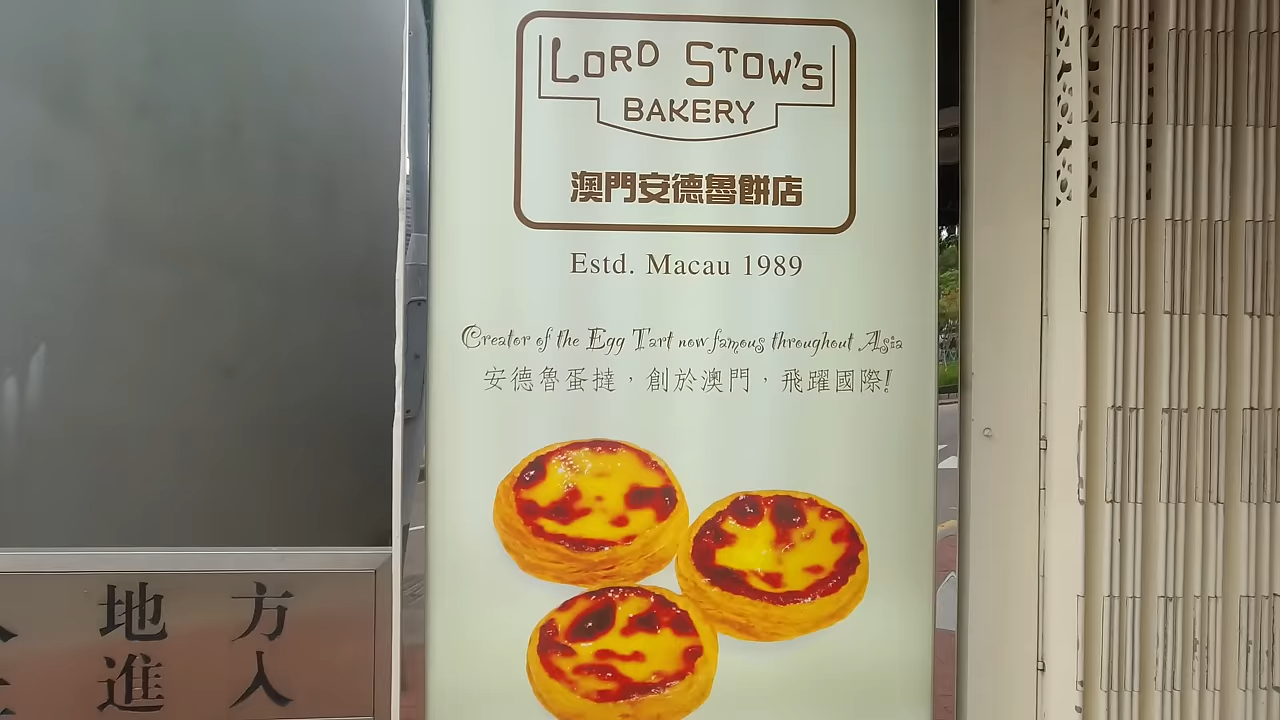 LORD STOW'S
BAKERY
澳門安德魯餅店
Estd. Macau 1989
Creator of the Egg Tart now famous throughout Asia
安德魯蛋撻，創於澳門，飛躍國際!
地 方
進 入